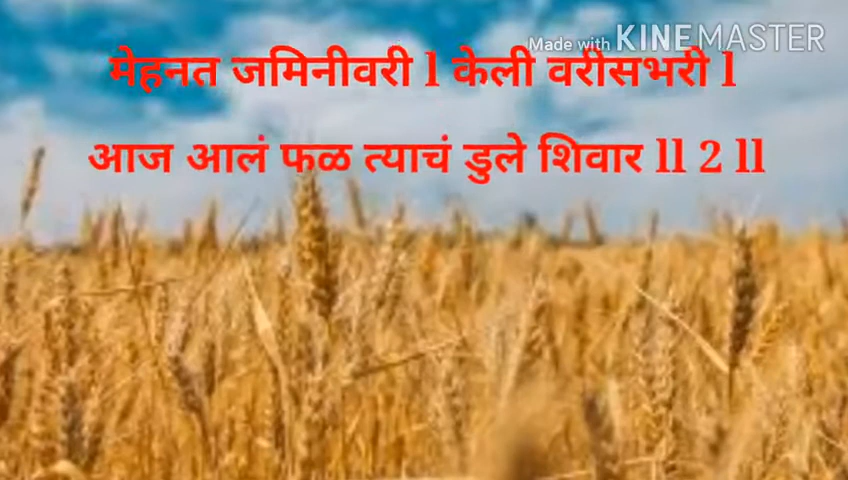 Made with KINEMASTER
मेहनत जमिनीवरी l केली वरीसभरी l
आज आलं फळ त्याचं डुले शिवार ll 2 ll